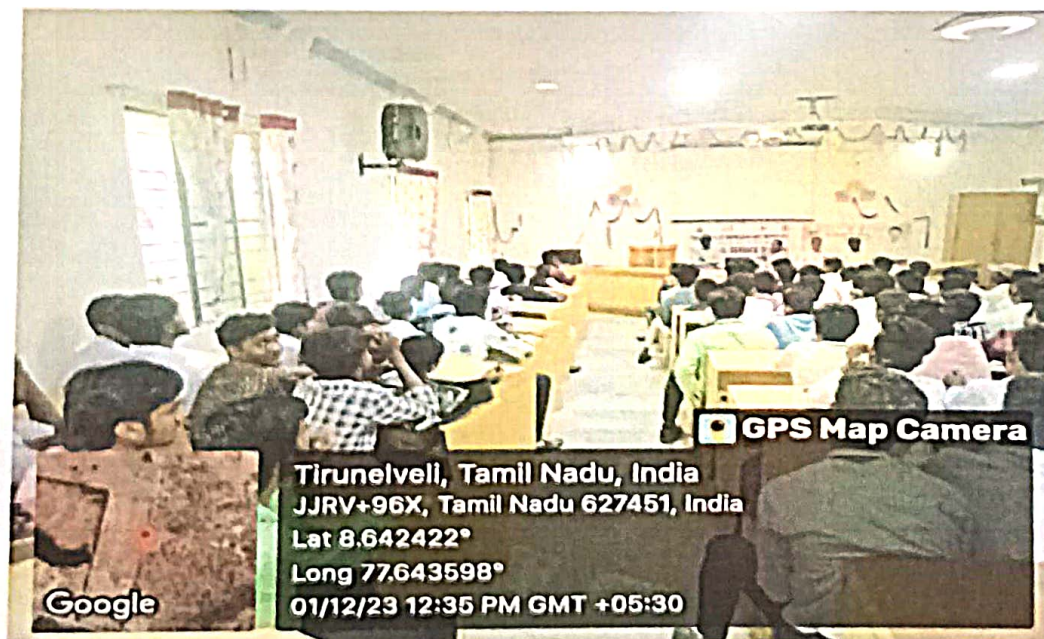 GPS Map Camera
Tirunelveli, Tamil Nadu, India
JJRV+96X, Tamil Nadu 627451, India
Lat 8.642422°
Long 77.643598°
01/12/23 12:35 PM GMT +05:30
Google